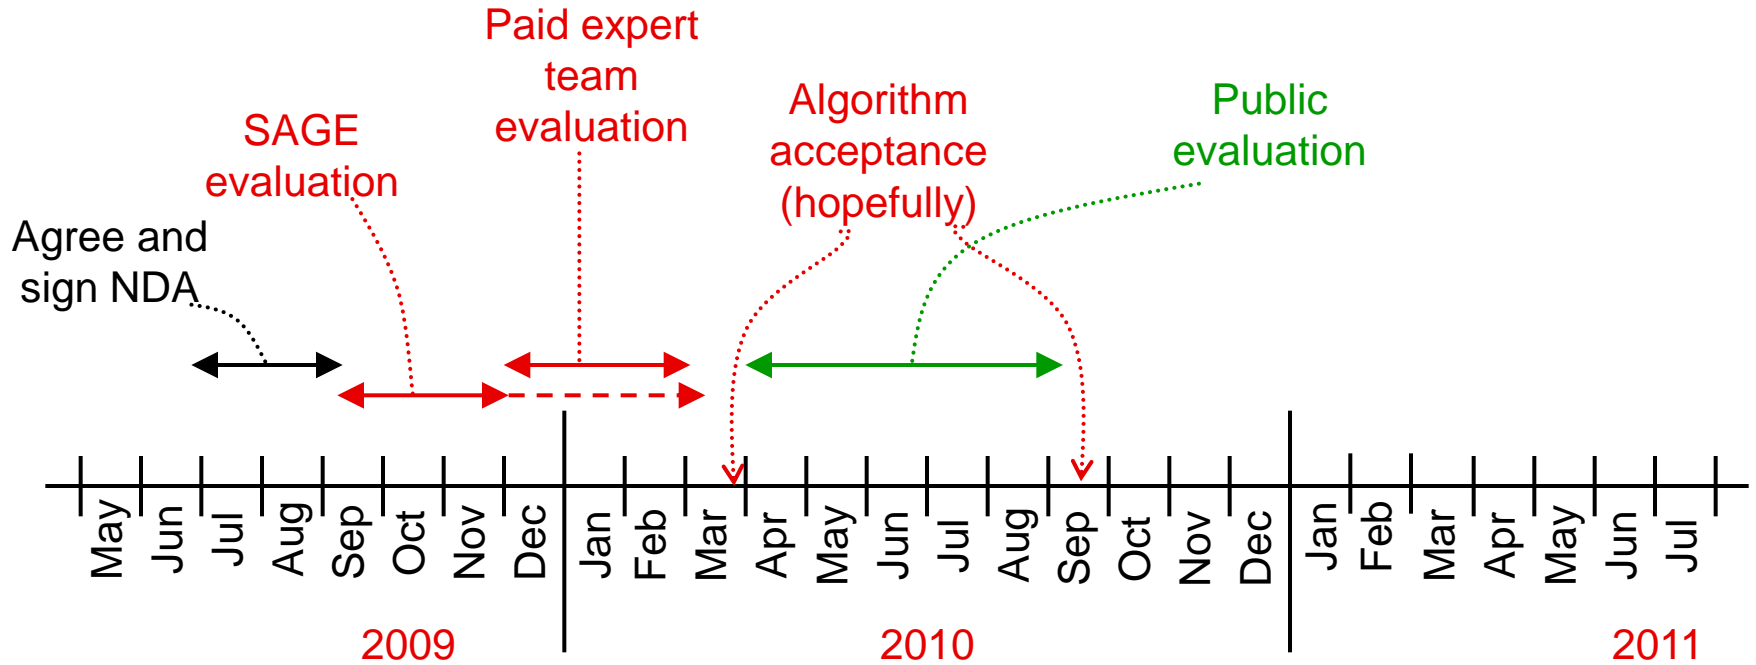 Paid expert
team
evaluation
SAGE
evaluation
Algorithm
acceptance
(hopefully)
Public
evaluation
Agree and
sign NDA
May
Jun
Jul
Aug
Sep
Oct
Nov
Dec
Jan
Feb
Mar
Apr
May
Jun
Jul
Aug
Sep
Oct
Nov
Dec
Jan
Feb
Mar
Apr
May
Jun
Jul
2009
2010
2011